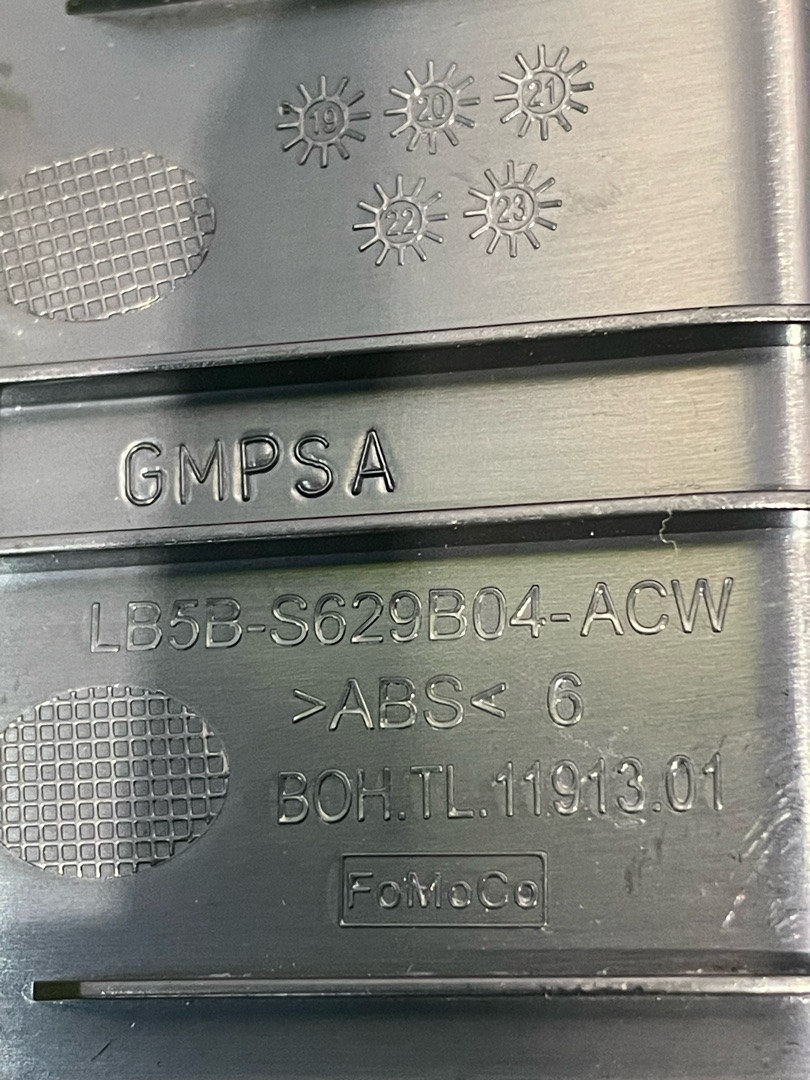 19 20 21
22 23
GMPSA
LB5B-S629B04-ACW
>ABS< 6
BOH.TL.11913.01
FoMoCo